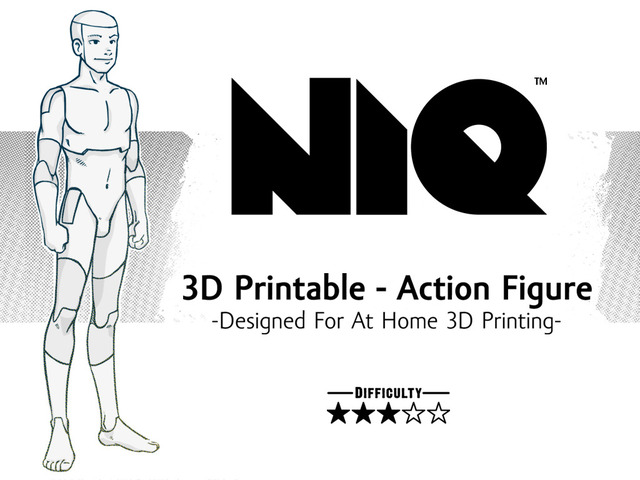 NIQ™
3D Printable - Action Figure
-Designed For At Home 3D Printing-
Difficulty